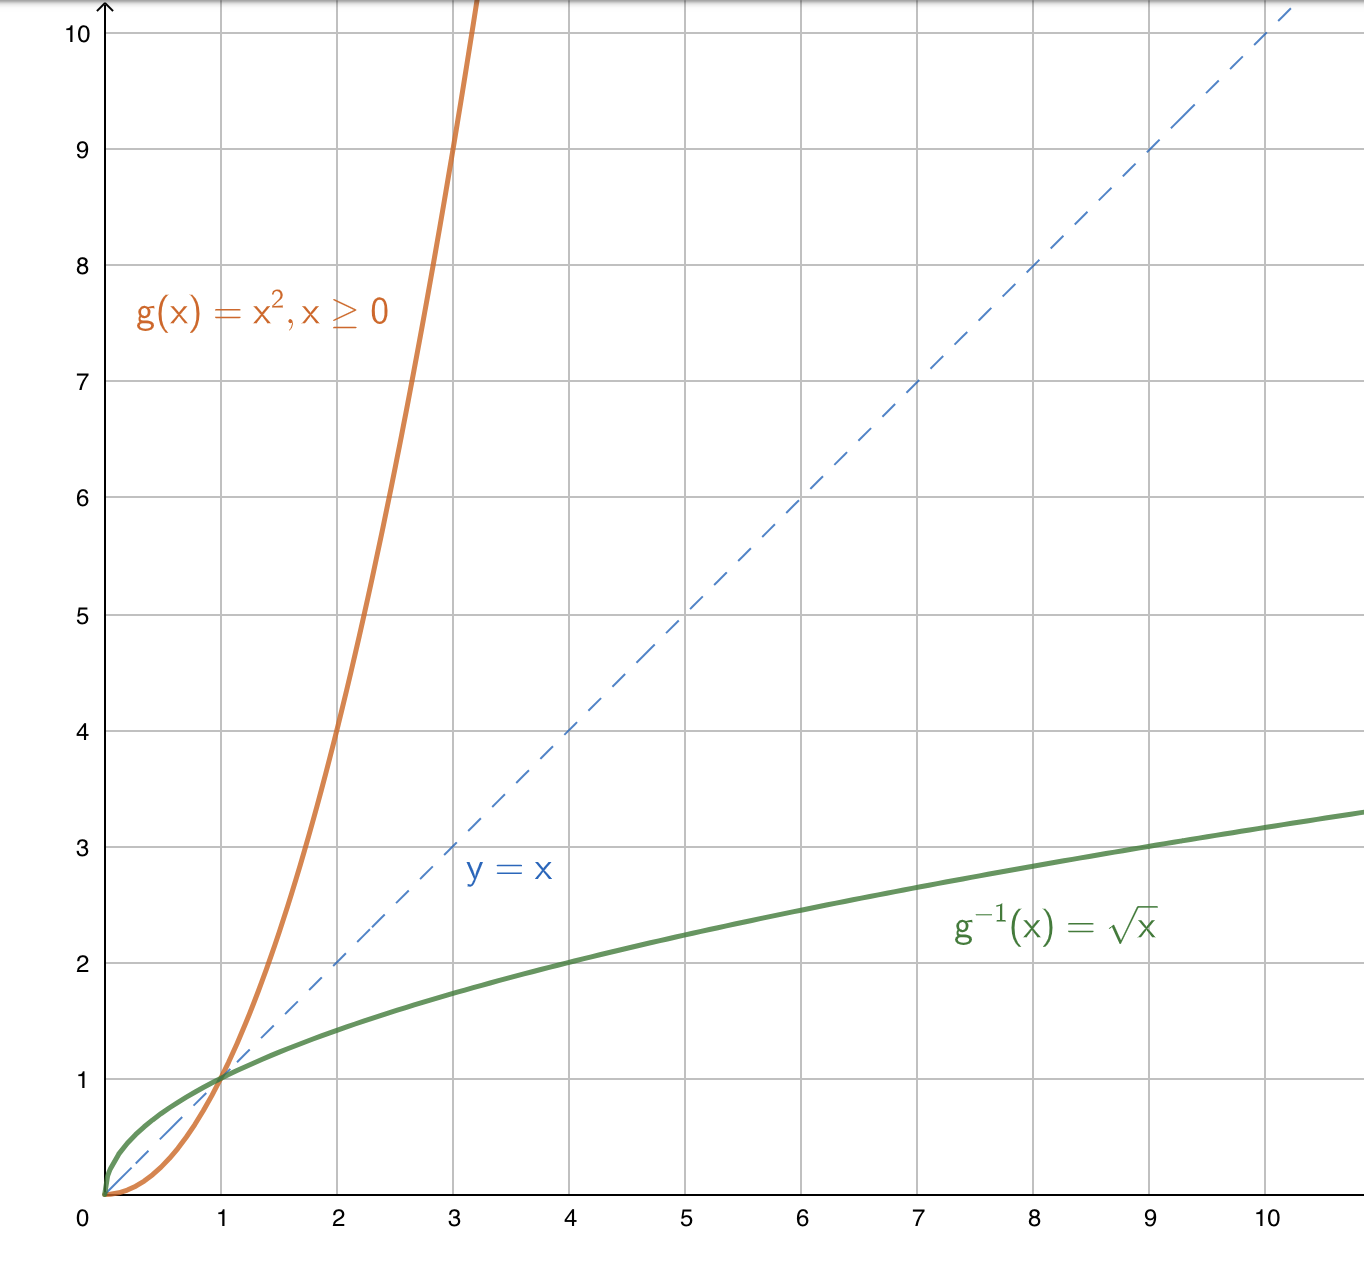 10
9
8
g(x) = x², x ≥ 0
7
6
5
4
3
y = x
g⁻¹(x) = √x
2
1
0 1 2 3 4 5 6 7 8 9 10